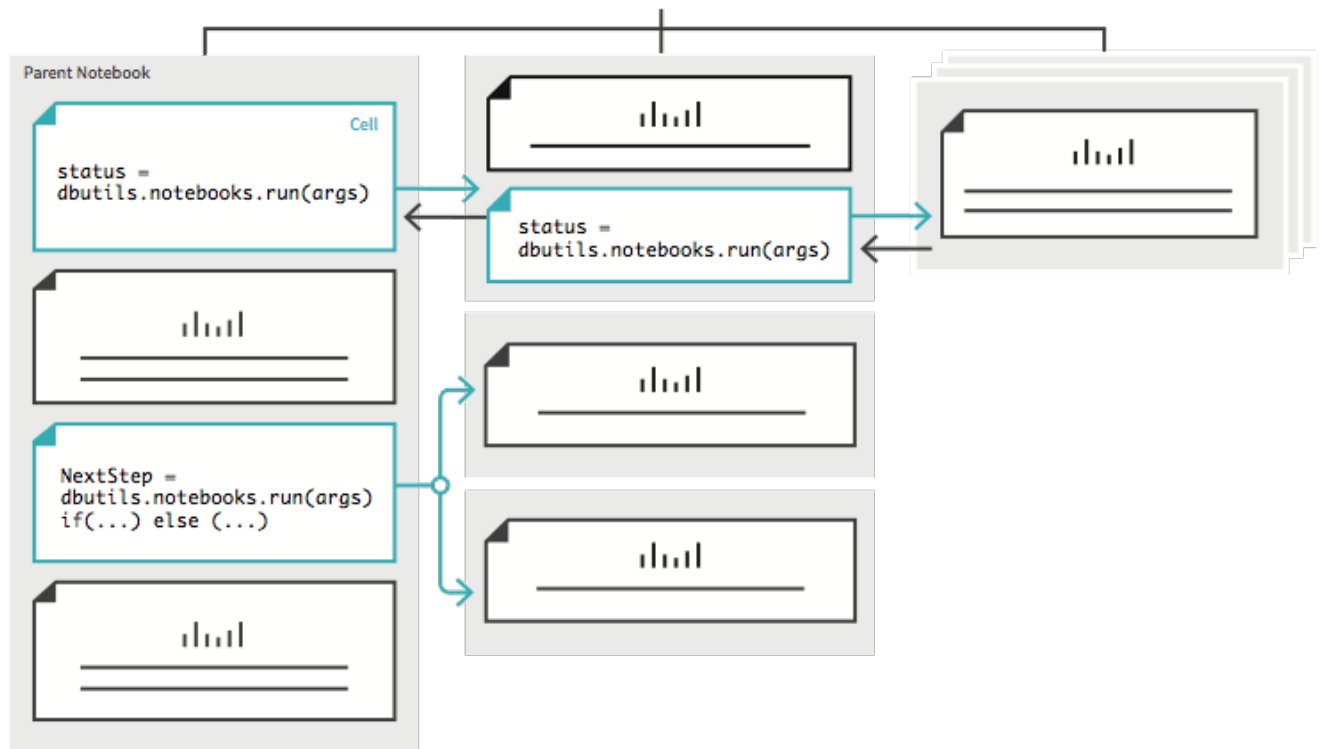 Parent Notebook
Cell
status =
dbutils.notebooks.run(args)
status =
dbutils.notebooks.run(args)
NextStep =
dbutils.notebooks.run(args)
if(...) else (...)